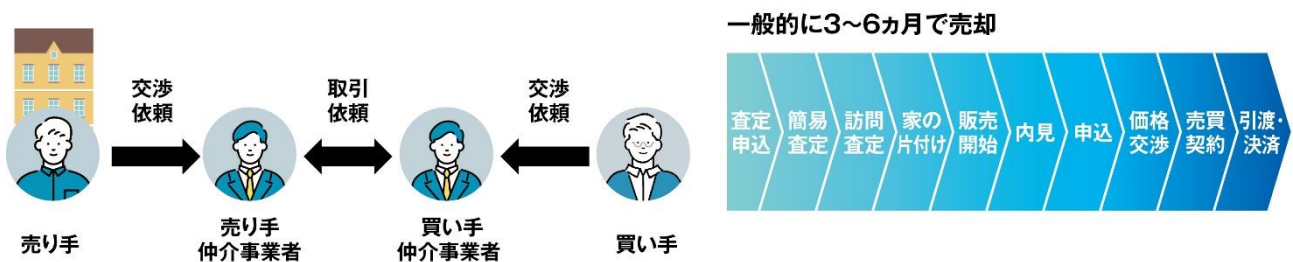 交渉
依頼
取引
依頼
交渉
依頼
売り手
売り手
仲介事業者
買い手
仲介事業者
買い手
一般的に3〜6ヵ月で売却
査定
申込
簡易
査定
訪問
査定
家の
片付け
販売
開始
内見
申込
価格
交渉
売買
契約
引渡・
決済